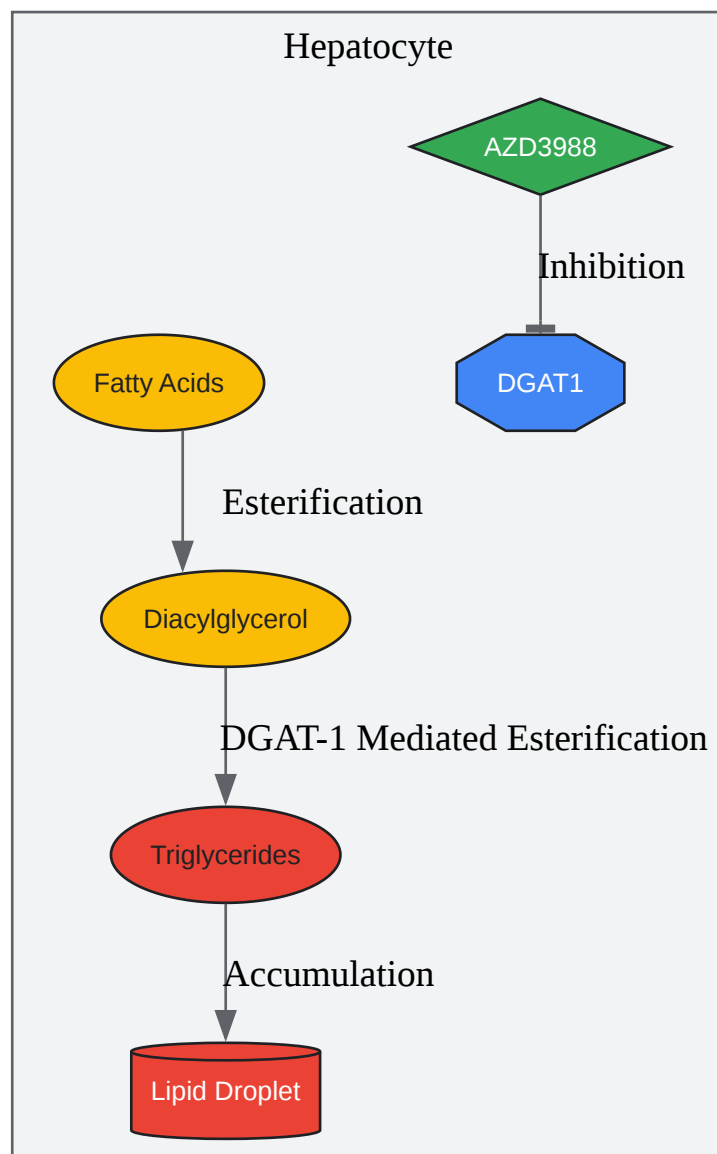 Hepatocyte
AZD3988
Inhibition
Fatty Acids
DGAT1
Esterification
Diacylglycerol
DGAT-1 Mediated Esterification
Triglycerides
Accumulation
Lipid Droplet